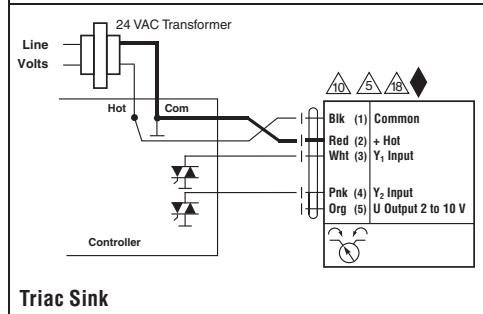 24 VAC Transformer
Line
Volts
10 5 18
Hot Com
Blk (1) Common
Red (2) + Hot
Wht (3) Y₁ Input
Pnk (4) Y₂ Input
Org (5) U Output 2 to 10 V
Controller
Triac Sink